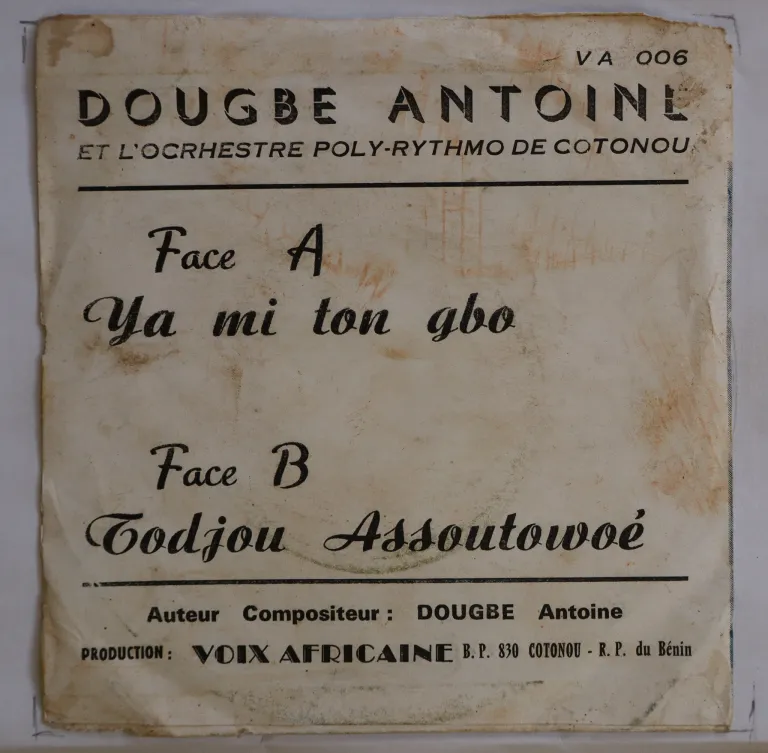 VA 006
DOUGBE ANTOINE
ET L'OCRHESTRE POLY-RYTHMO DE COTONOU
Face A
Ya mi ton gbo
Face B
Todjou Assoutowoé
Auteur Compositeur : DOUGBE Antoine
PRODUCTION : VOIX AFRICAINE B.P. 830 COTONOU - R.P. du Bénin